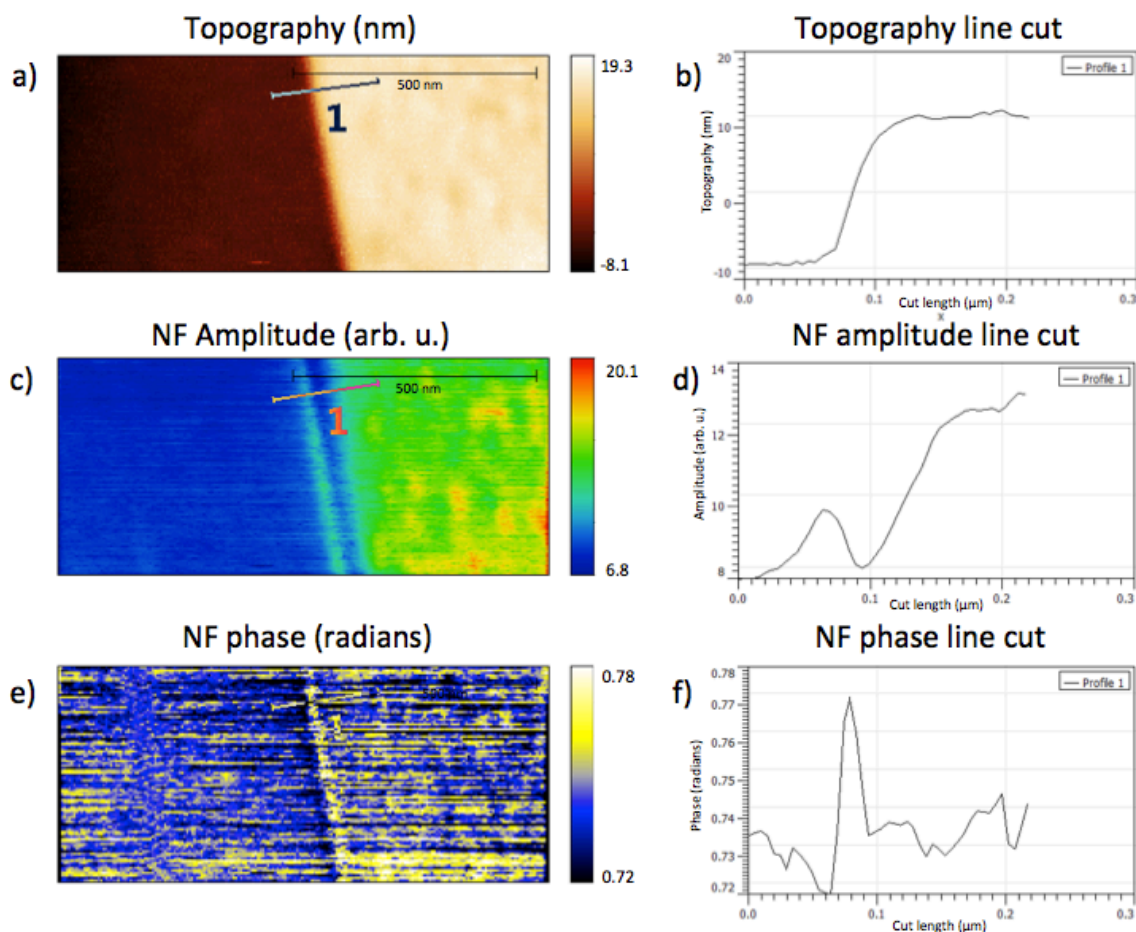 Topography (nm)
Topography line cut
a)
500 nm
1
19.3
-8.1
b)
Profile 1
Topography (nm)
20
10
0
-10
0.0
0.1
0.2
0.3
Cut length (µm)
x
NF Amplitude (arb. u.)
NF amplitude line cut
c)
500 nm
1
20.1
6.8
d)
Profile 1
Amplitude (arb. u.)
14
12
10
8
0.0
0.1
0.2
0.3
Cut length (µm)
NF phase (radians)
NF phase line cut
e)
1
0.78
0.72
f)
Profile 1
Phase (radians)
0.78
0.77
0.76
0.75
0.74
0.73
0.72
0.0
0.1
0.2
0.3
Cut length (µm)